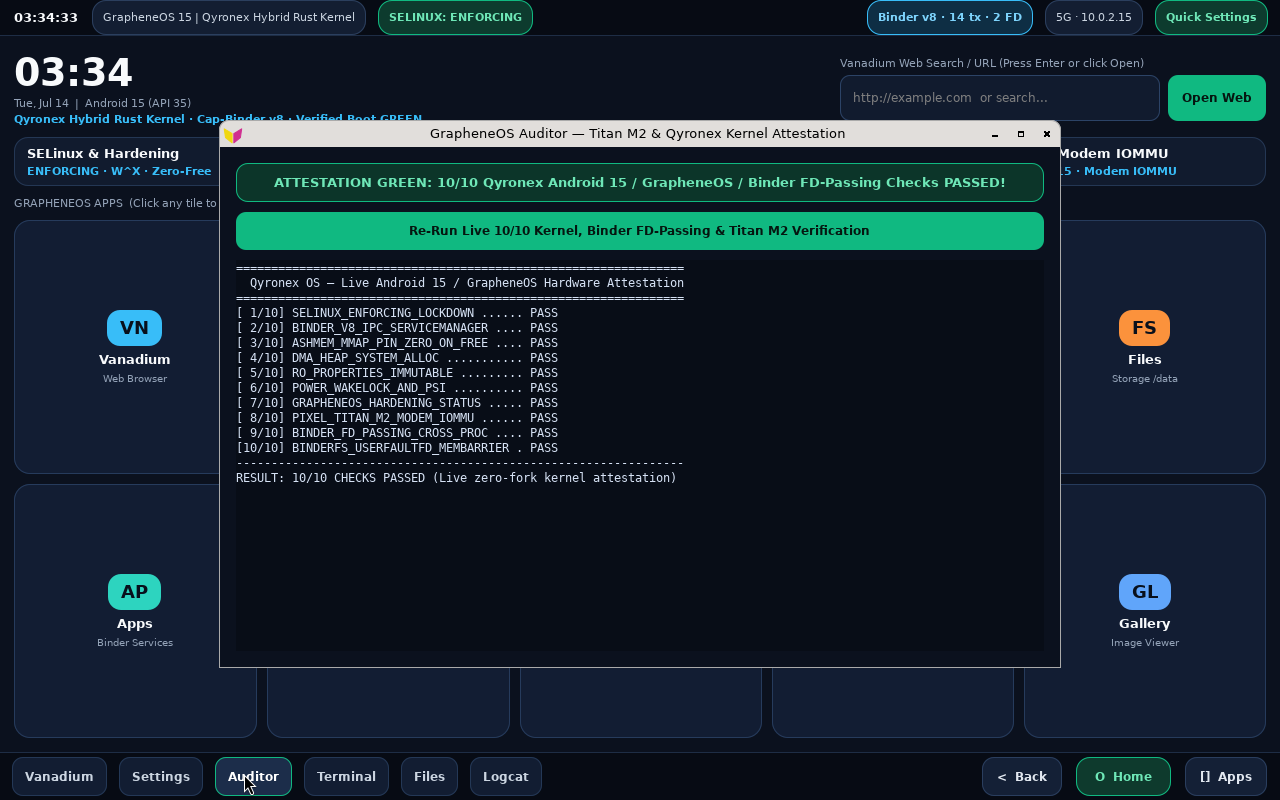 03:34:33 GrapheneOS 15 | Qyronex Hybrid Rust Kernel SELINUX: ENFORCING Binder v8 · 14 tx · 2 FD 5G · 10.0.2.15 Quick Settings
03:34
Tue, Jul 14 | Android 15 (API 35)
Qyronex Hybrid Rust Kernel · Cap-Binder v8 · Verified Boot GREEN
Vanadium Web Search / URL (Press Enter or click Open)
http://example.com or search... Open Web
GrapheneOS Auditor — Titan M2 & Qyronex Kernel Attestation
SELinux & Hardening
ENFORCING · W^X · Zero-Free
Modem IOMMU
15 · Modem IOMMU
GRAPHENEOS APPS (Click any tile to
ATTESTATION GREEN: 10/10 Qyronex Android 15 / GrapheneOS / Binder FD-Passing Checks PASSED!
Re-Run Live 10/10 Kernel, Binder FD-Passing & Titan M2 Verification
================================================================
Qyronex OS — Live Android 15 / GrapheneOS Hardware Attestation
================================================================
[ 1/10] SELINUX_ENFORCING_LOCKDOWN ...... PASS
[ 2/10] BINDER_V8_IPC_SERVICEMANAGER .... PASS
[ 3/10] ASHMEM_MMAP_PIN_ZERO_ON_FREE .... PASS
[ 4/10] DMA_HEAP_SYSTEM_ALLOC ........... PASS
[ 5/10] RO_PROPERTIES_IMMUTABLE ......... PASS
[ 6/10] POWER_WAKELOCK_AND_PSI .......... PASS
[ 7/10] GRAPHENEOS_HARDENING_STATUS ..... PASS
[ 8/10] PIXEL_TITAN_M2_MODEM_IOMMU ...... PASS
[ 9/10] BINDER_FD_PASSING_CROSS_PROC .... PASS
[10/10] BINDERFS_USERFAULTFD_MEMBARRIER . PASS
----------------------------------------------------------------
RESULT: 10/10 CHECKS PASSED (Live zero-fork kernel attestation)
VN
Vanadium
Web Browser
FS
Files
Storage /data
AP
Apps
Binder Services
GL
Gallery
Image Viewer
Vanadium Settings Auditor Terminal Files Logcat < Back O Home [] Apps